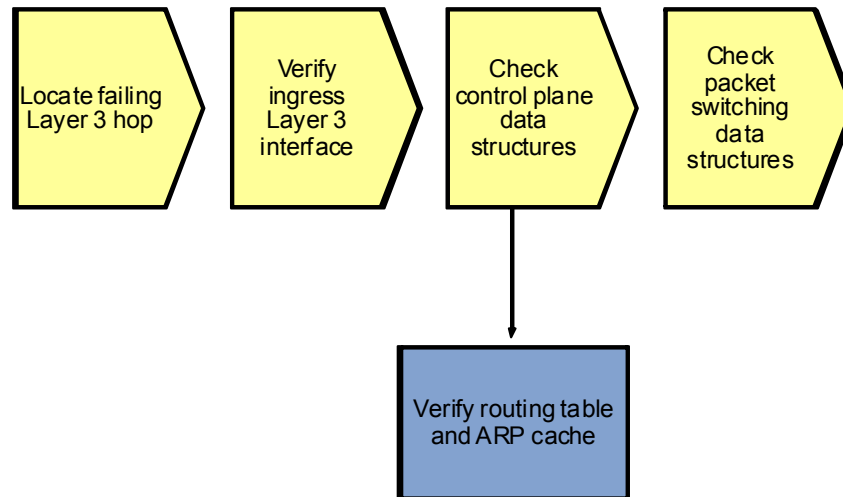 Locate failing
Layer 3 hop
Verify
ingress
Layer 3
interface
Check
control plane
data
structures
Check
packet
switching
data
structures
Verify routing table
and ARP cache